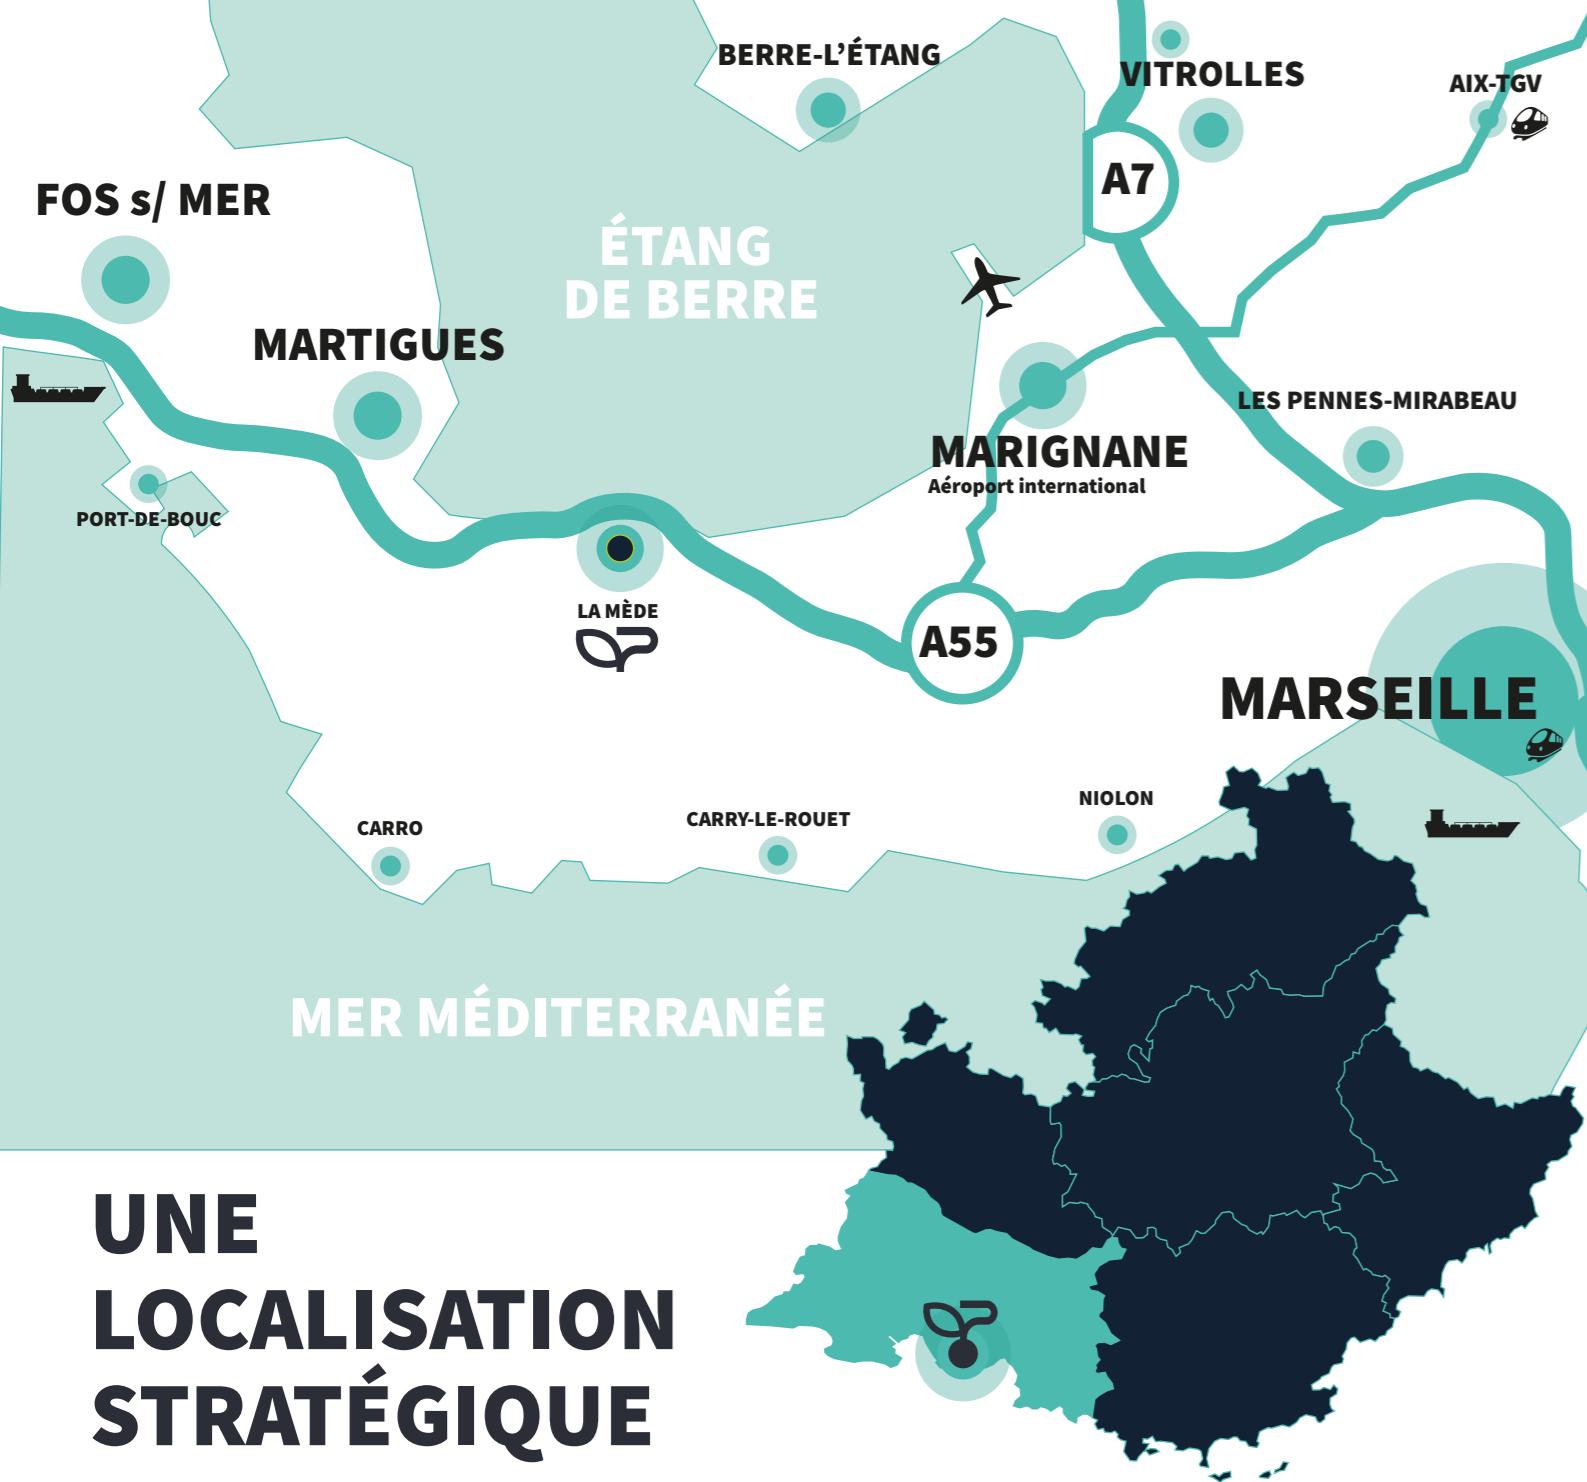 BERRE-L’ÉTANG
VITROLLES
AIX-TGV
A7
FOS s/ MER
ÉTANG
DE BERRE
MARTIGUES
LES PENNES-MIRABEAU
MARIGNANE
Aéroport international
PORT-DE-BOUC
LA MÈDE
A55
MARSEILLE
NIOLON
CARRY-LE-ROUET
CARRO
MER MÉDITERRANÉE
UNE
LOCALISATION
STRATÉGIQUE